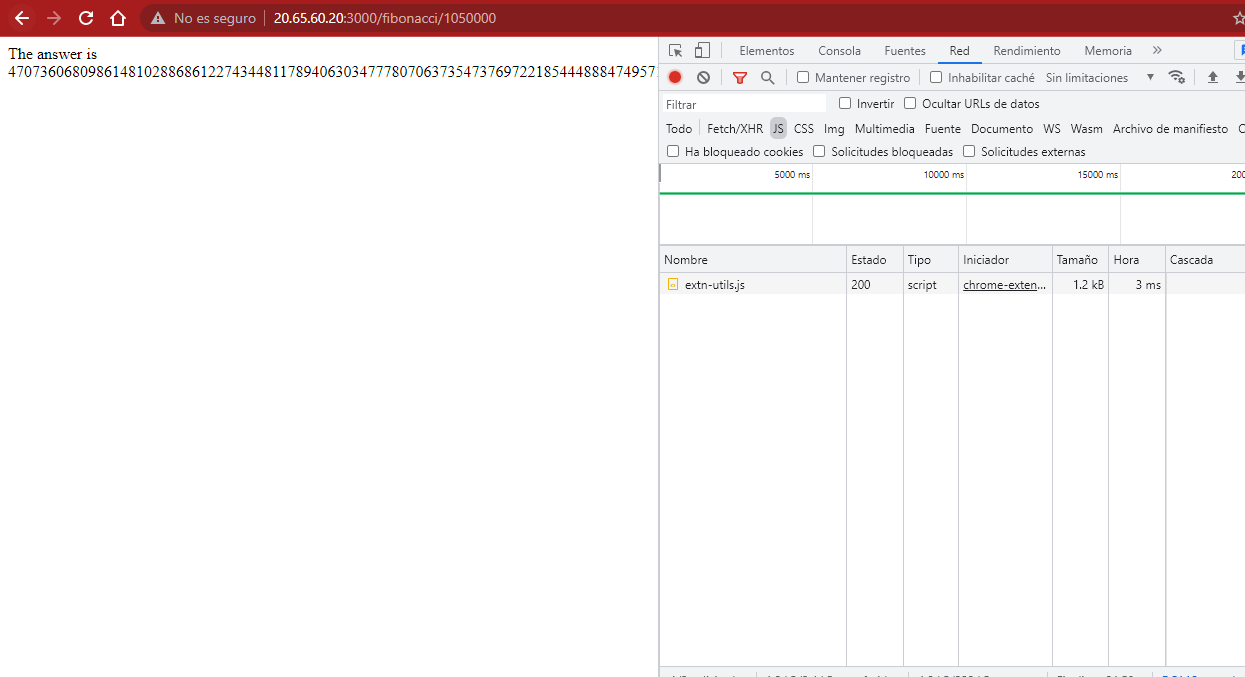 No es seguro 20.65.60.20:3000/fibonacci/1050000
The answer is
Elementos Consola Fuentes Red Rendimiento Memoria »
Mantener registro Inhabilitar caché Sin limitaciones
Filtrar Invertir Ocultar URLs de datos
Todo Fetch/XHR JS CSS Img Multimedia Fuente Documento WS Wasm Archivo de manifiesto
Ha bloqueado cookies Solicitudes bloqueadas Solicitudes externas
5000 ms 10000 ms 15000 ms 200
Nombre Estado Tipo Iniciador Tamaño Hora Cascada
extn-utils.js 200 script chrome-exten... 1.2 kB 3 ms